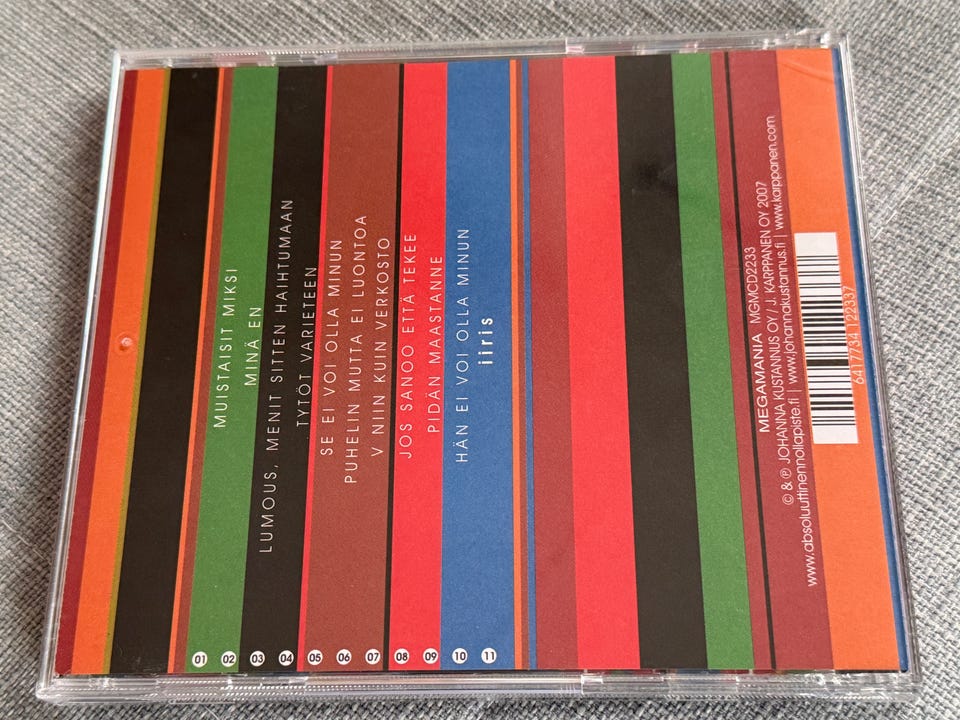 01 MUISTAISIT MIKSI
02 MINÄ EN
03 LUMOUS, MENIT SITTEN HAIHTUMAAN
04 TYTÖT VARIETEEN
05 SE EI VOI OLLA MINUN
06 PUHELIN MUTTA EI LUONTOA
07 V NIIN KUIN VERKOSTO
08 JOS SANOO ETTÄ TEKEE
09 PIDÄN MAASTANNE
10 HÄN EI VOI OLLA MINUN
11 iiris
MEGAMANIA MGMCD2233
© & ℗ JOHANNA KUSTANNUS OY / J. KARPPANEN OY 2007
www.absoluuttinennollapiste.fi | www.johannakustannus.fi | www.karppanen.com
6417734 122337